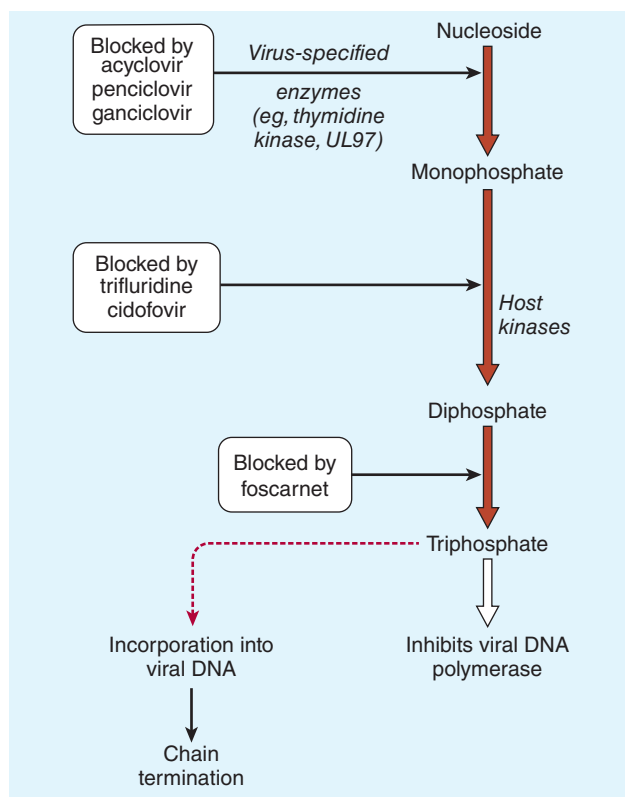 Nucleoside
Blocked by
acyclovir
penciclovir
ganciclovir
Virus-specified
enzymes
(eg, thymidine
kinase, UL97)
Monophosphate
Blocked by
trifluridine
cidofovir
Host
kinases
Diphosphate
Blocked by
foscarnet
Triphosphate
Incorporation into
viral DNA
Inhibits viral DNA
polymerase
Chain
termination